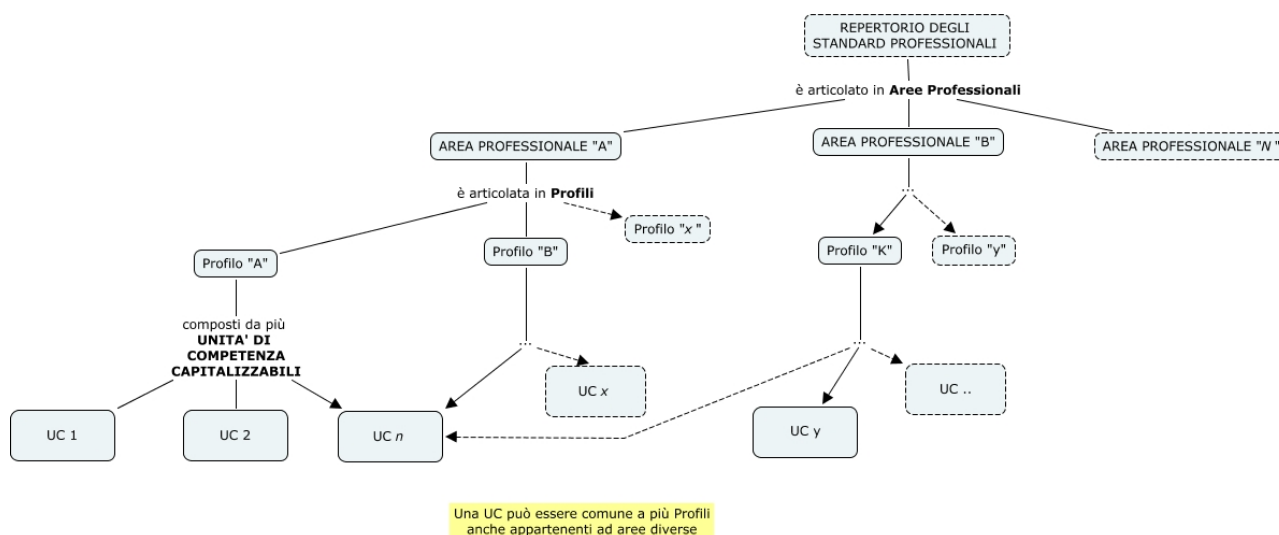 REPERTORIO DEGLI
STANDARD PROFESSIONALI
è articolato in Aree Professionali
AREA PROFESSIONALE "A"
AREA PROFESSIONALE "B"
AREA PROFESSIONALE "N"
è articolata in Profili
...
Profilo "x"
Profilo "A"
Profilo "B"
Profilo "K"
Profilo "y"
composti da più
UNITA' DI
COMPETENZA
CAPITALIZZABILI
...
...
UC x
UC ..
UC 1
UC 2
UC n
UC y
Una UC può essere comune a più Profili
anche appartenenti ad aree diverse